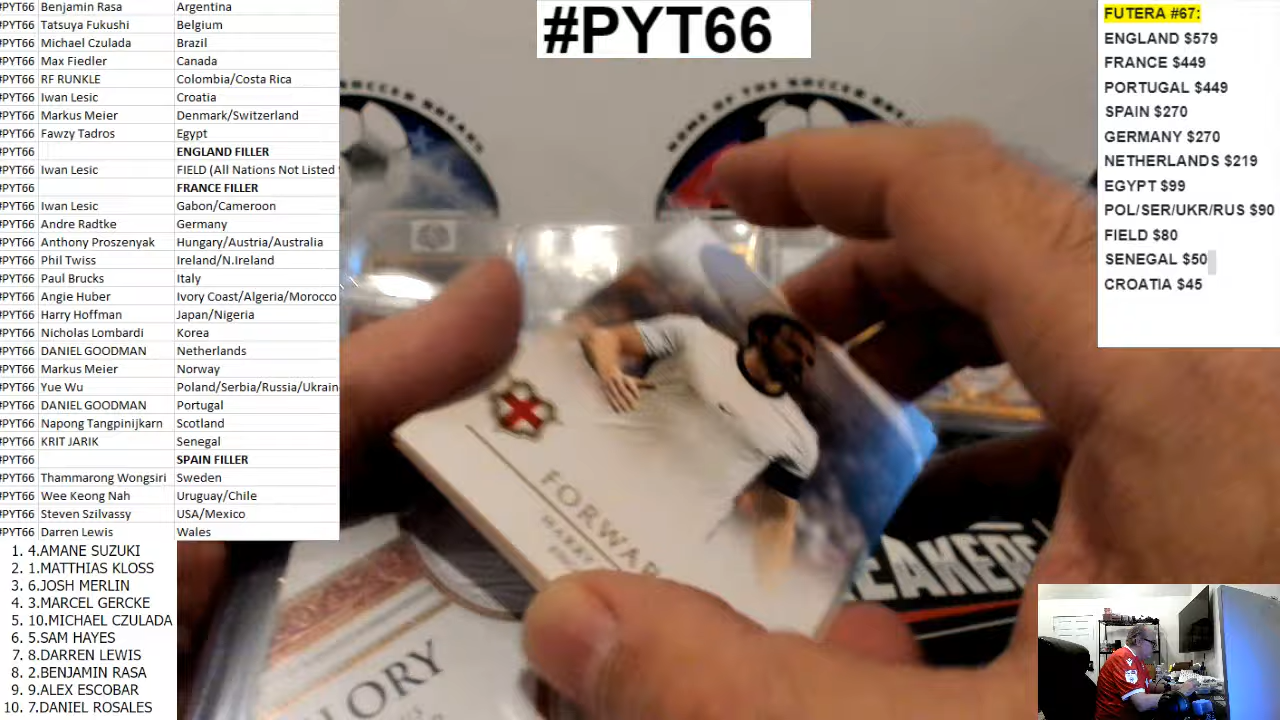 #PYT66 Benjamin Rasa Argentina
#PYT66 Tatsuya Fukushi Belgium
#PYT66 Michael Czulada Brazil
#PYT66 Max Fiedler Canada
#PYT66 RF RUNKLE Colombia/Costa Rica
#PYT66 Iwan Lesic Croatia
#PYT66 Markus Meier Denmark/Switzerland
#PYT66 Fawzy Tadros Egypt
#PYT66 ENGLAND FILLER
#PYT66 Iwan Lesic FIELD (All Nations Not Listed
#PYT66 FRANCE FILLER
#PYT66 Iwan Lesic Gabon/Cameroon
#PYT66 Andre Radtke Germany
#PYT66 Anthony Proszenyak Hungary/Austria/Australia
#PYT66 Phil Twiss Ireland/N.Ireland
#PYT66 Paul Brucks Italy
#PYT66 Angie Huber Ivory Coast/Algeria/Morocco
#PYT66 Harry Hoffman Japan/Nigeria
#PYT66 Nicholas Lombardi Korea
#PYT66 DANIEL GOODMAN Netherlands
#PYT66 Markus Meier Norway
#PYT66 Yue Wu Poland/Serbia/Russia/Ukrain
#PYT66 DANIEL GOODMAN Portugal
#PYT66 Napong Tangpinijkarn Scotland
#PYT66 KRIT JARIK Senegal
#PYT66 SPAIN FILLER
#PYT66 Thammarong Wongsiri Sweden
#PYT66 Wee Keong Nah Uruguay/Chile
#PYT66 Steven Szilvassy USA/Mexico
#PYT66 Darren Lewis Wales
1. 4.AMANE SUZUKI
2. 1.MATTHIAS KLOSS
3. 6.JOSH MERLIN
4. 3.MARCEL GERCKE
5. 10.MICHAEL CZULADA
6. 5.SAM HAYES
7. 8.DARREN LEWIS
8. 2.BENJAMIN RASA
9. 9.ALEX ESCOBAR
10. 7.DANIEL ROSALES
#PYT66
HOME OF THE SOCCER BREAKS
FORWAR
HARRY
LORY
EAKERS
FUTERA #67:
ENGLAND $579
FRANCE $449
PORTUGAL $449
SPAIN $270
GERMANY $270
NETHERLANDS $219
EGYPT $99
POL/SER/UKR/RUS $90
FIELD $80
SENEGAL $50
CROATIA $45